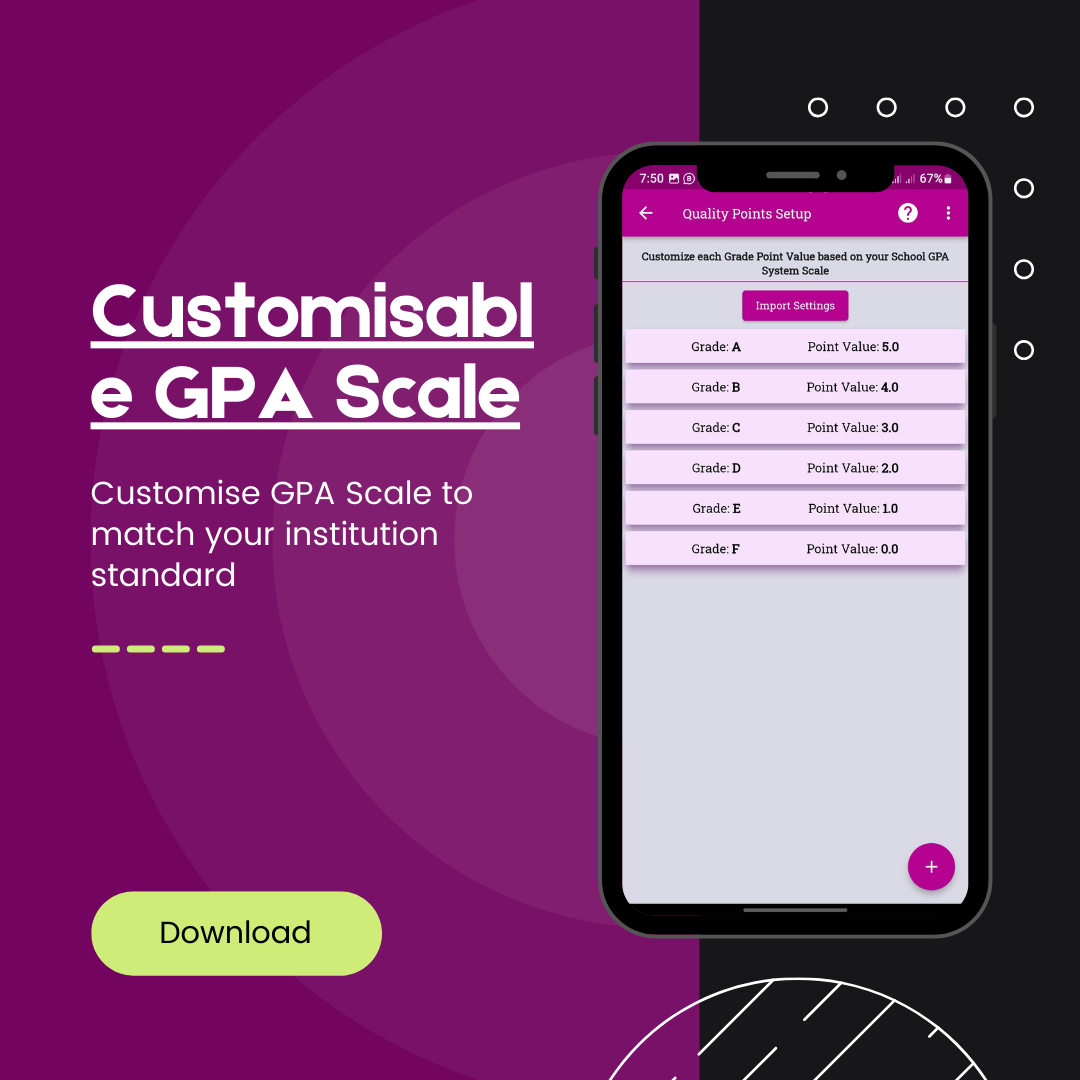 Customisabl
e GPA Scale
Customise GPA Scale to
match your institution
standard
Download
7:50 67%
Quality Points Setup
Customize each Grade Point Value based on your School GPA
System Scale
Import Settings
Grade: A Point Value: 5.0
Grade: B Point Value: 4.0
Grade: C Point Value: 3.0
Grade: D Point Value: 2.0
Grade: E Point Value: 1.0
Grade: F Point Value: 0.0
+